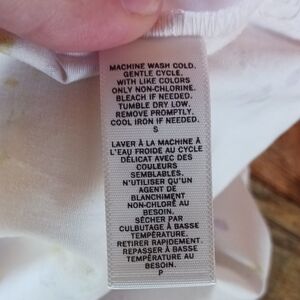 MACHINE WASH COLD,
GENTLE CYCLE,
WITH LIKE COLORS
ONLY NON-CHLORINE.
BLEACH IF NEEDED.
TUMBLE DRY LOW.
REMOVE PROMPTLY.
COOL IRON IF NEEDED.
S
LAVER À LA MACHINE À
L'EAU FROIDE AU CYCLE
DÉLICAT AVEC DES
COULEURS
SEMBLABLES.
N'UTILISER QU'UN
AGENT DE
BLANCHIMENT
NON-CHLORÉ AU
BESOIN.
SÉCHER PAR
CULBUTAGE À BASSE
TEMPÉRATURE.
RETIRER RAPIDEMENT.
REPASSER À BASSE
TEMPÉRATURE AU
BESOIN.
P